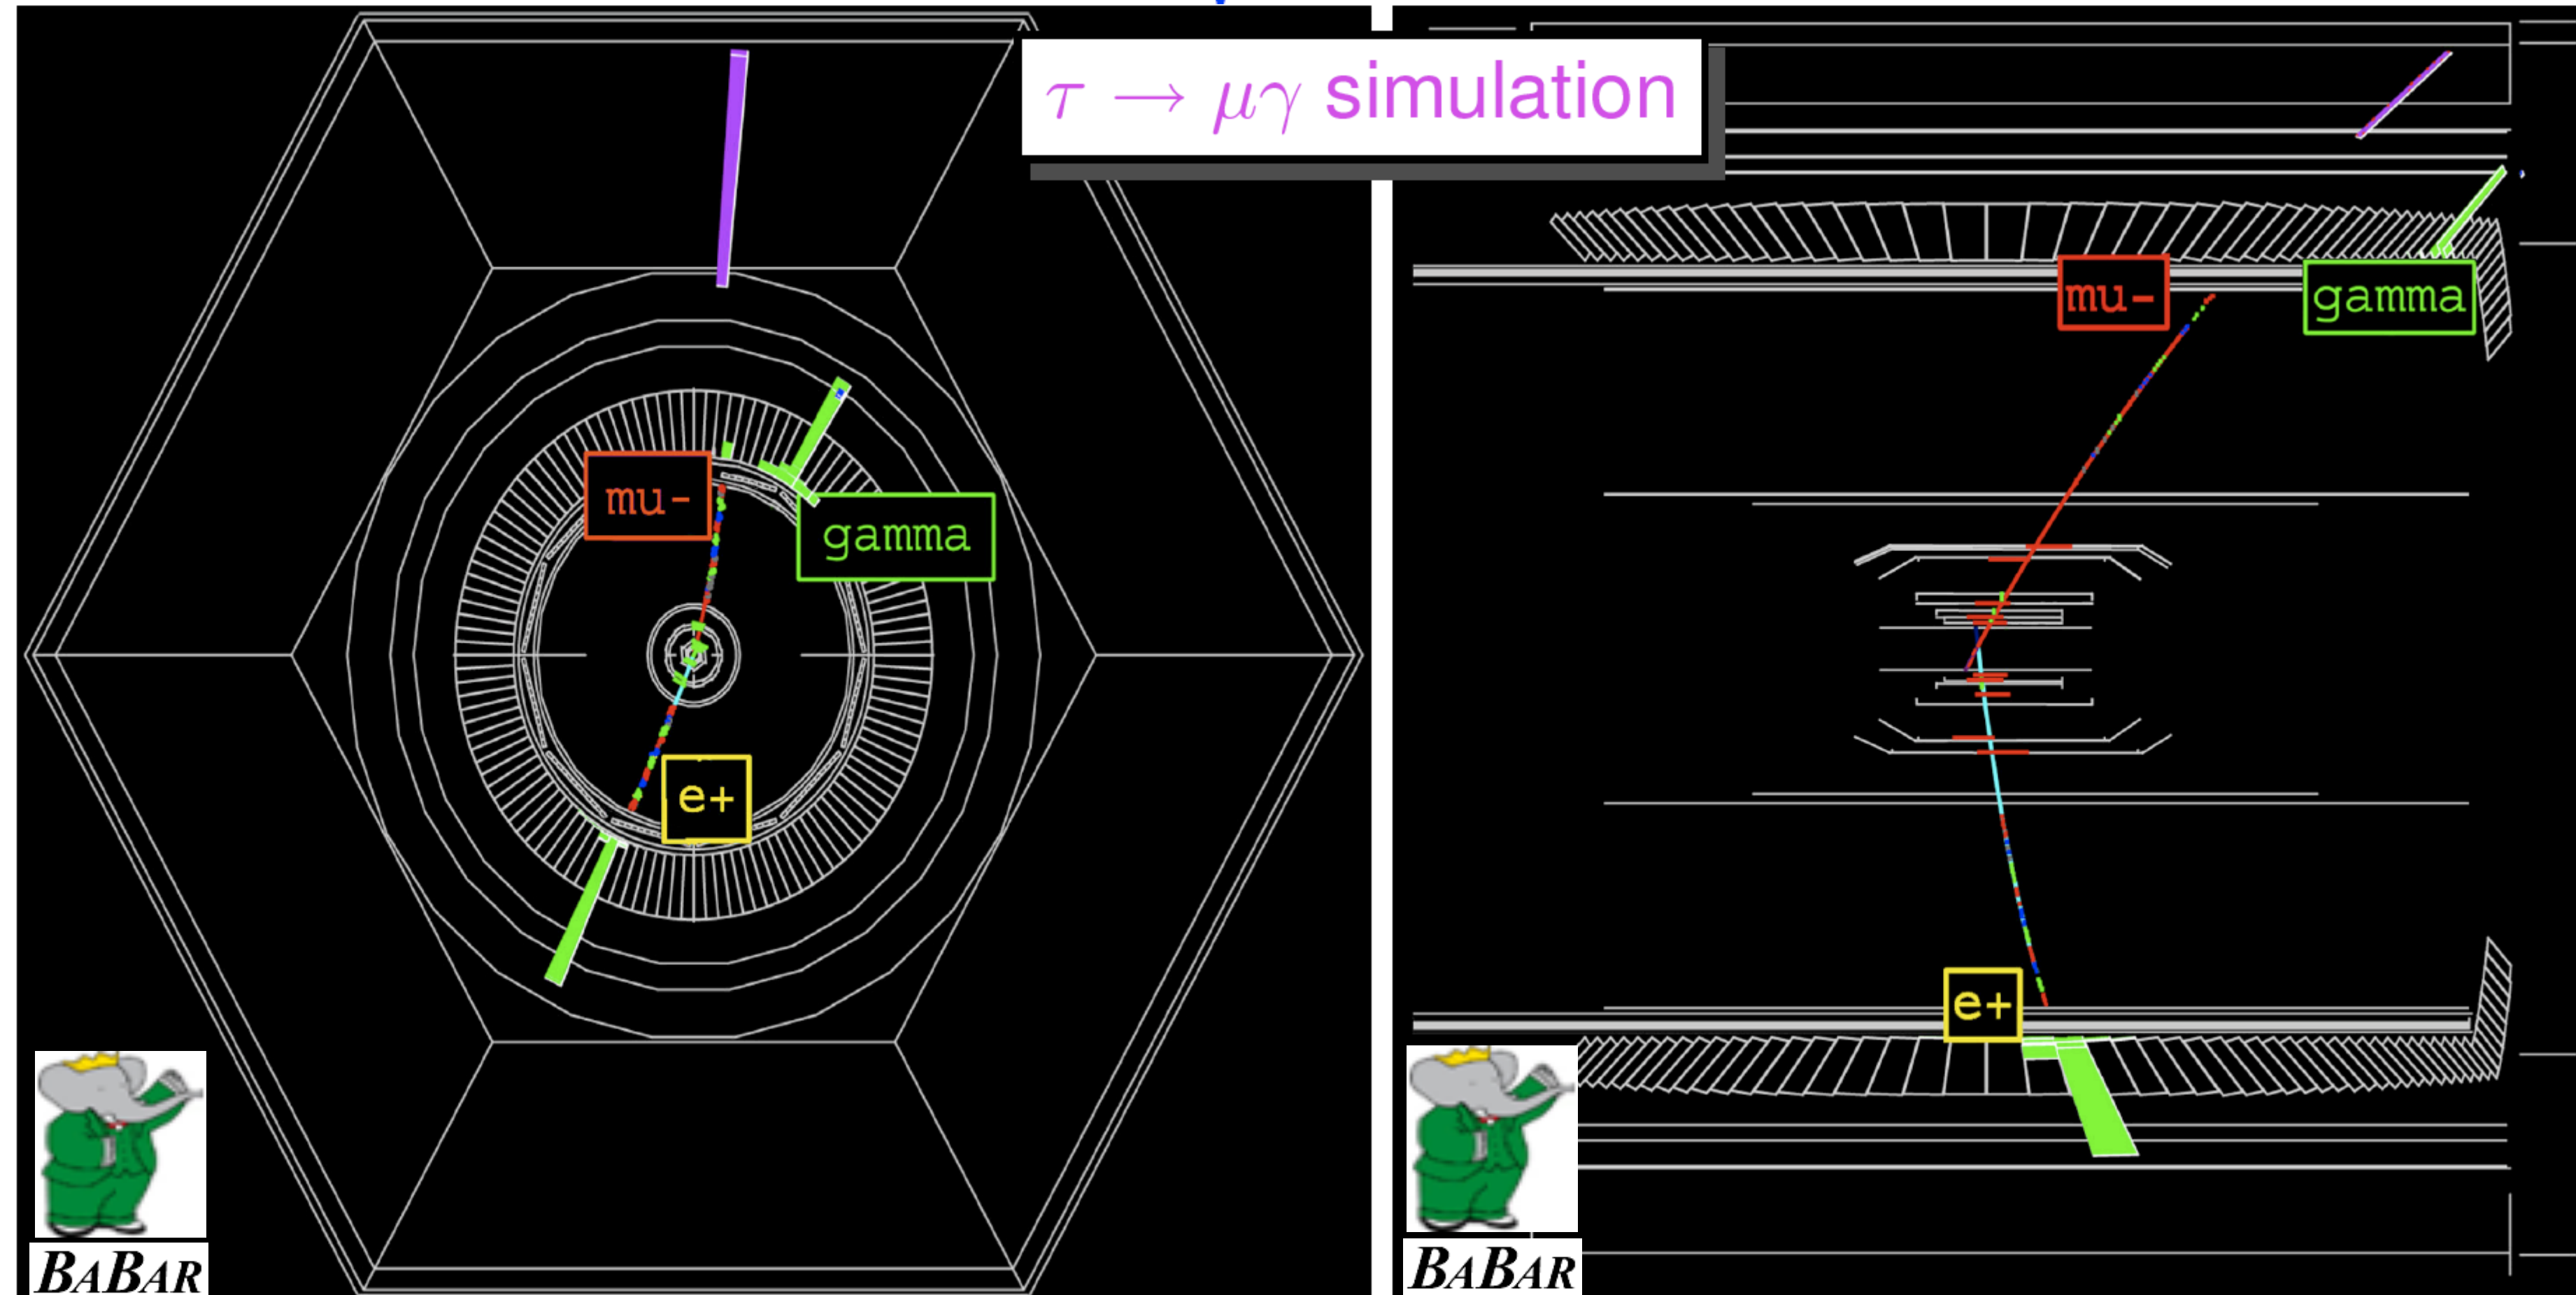 τ → μγ simulation
mu-
gamma
e+
BABAR
mu-
gamma
e+
BABAR